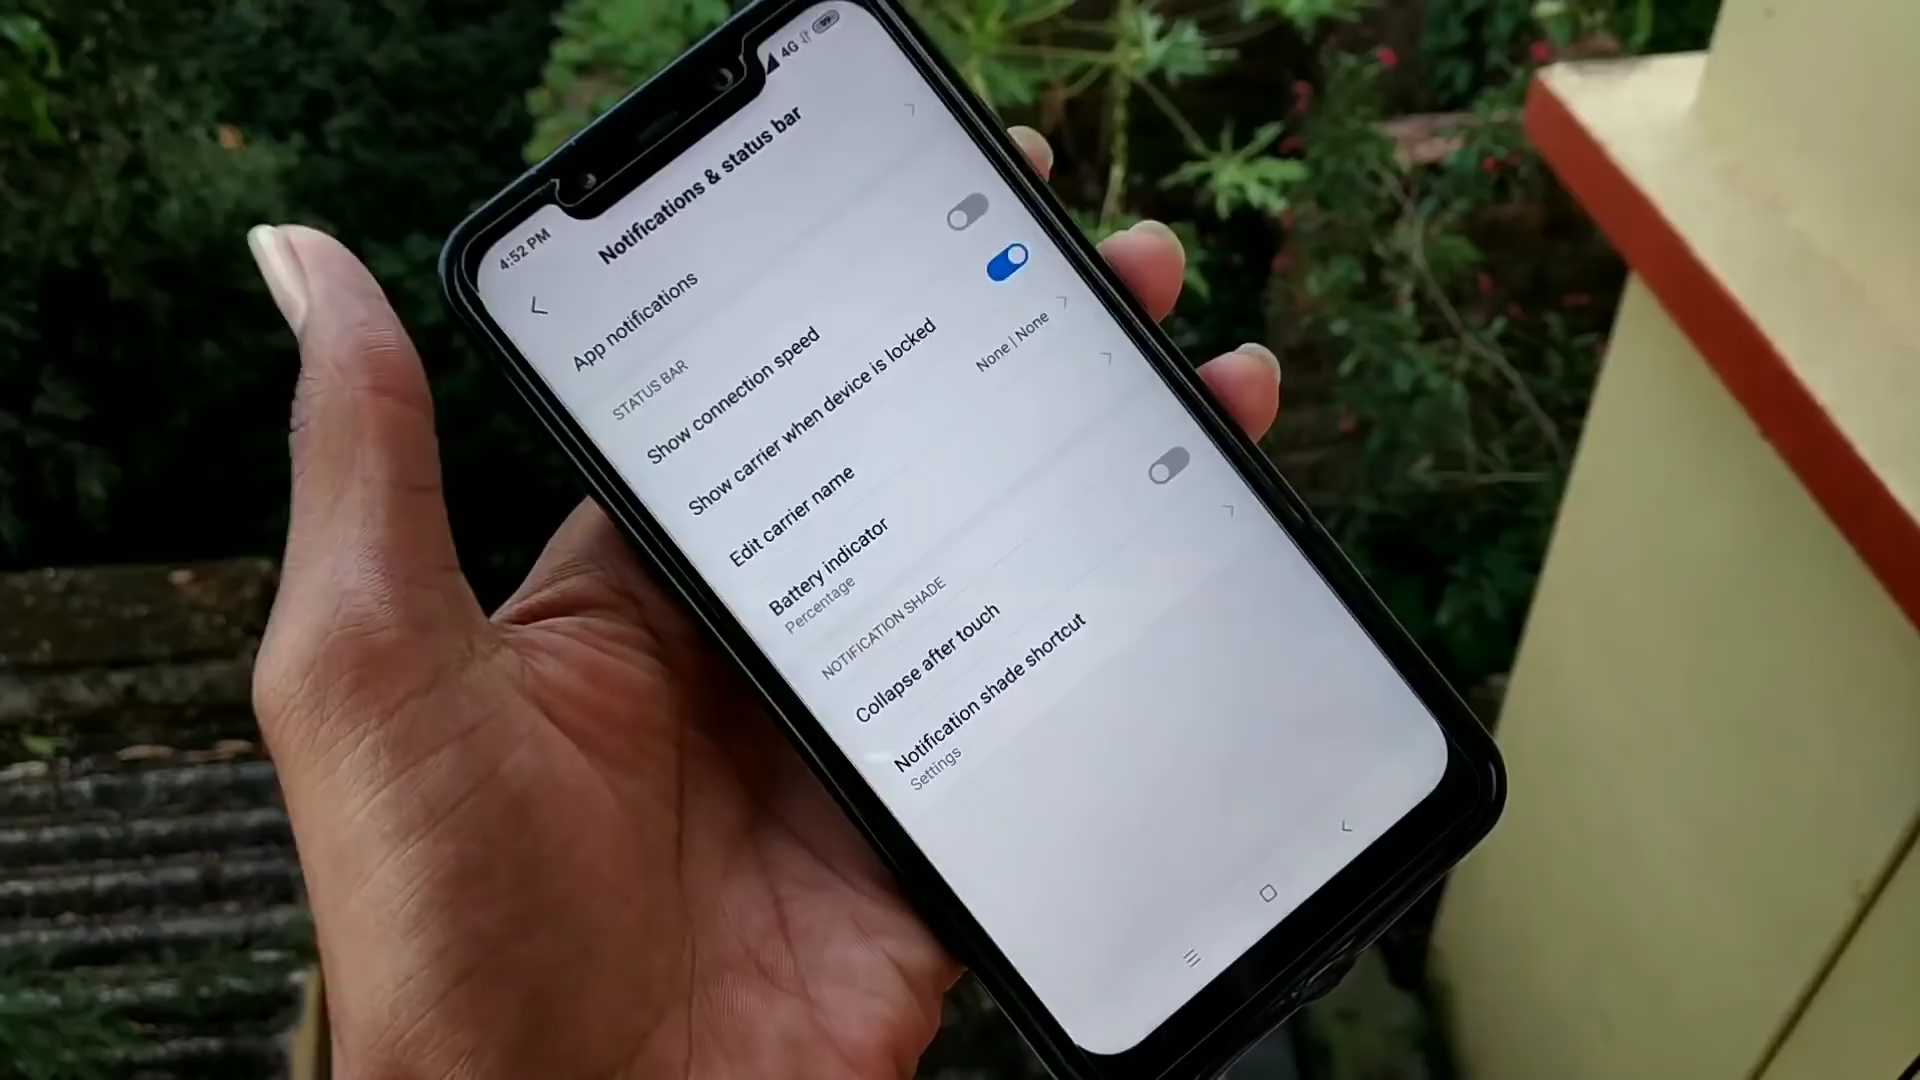 4:52 PM
4G
99
Notifications & status bar
App notifications
STATUS BAR
Show connection speed
Show carrier when device is locked
Edit carrier name
None | None
Battery indicator
Percentage
NOTIFICATION SHADE
Collapse after touch
Notification shade shortcut
Settings